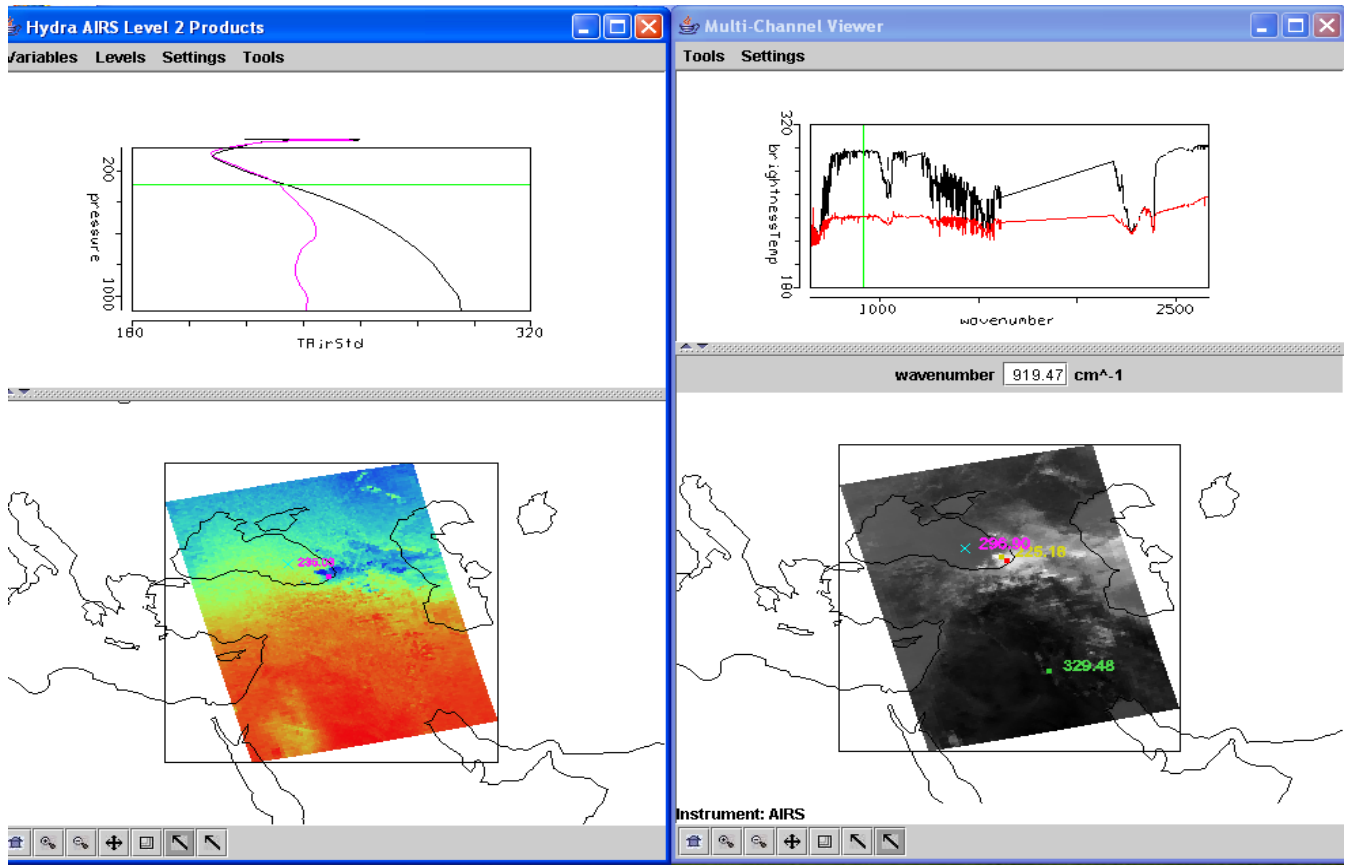 Hydra AIRS Level 2 Products
Variables Levels Settings Tools
200
pressure
1000
180
320
TAirStd
Multi-Channel Viewer
Tools Settings
320
brightnessTemp
180
1000
2500
wavenumber
wavenumber 919.47 cm^-1
296.90
329.48
Instrument: AIRS